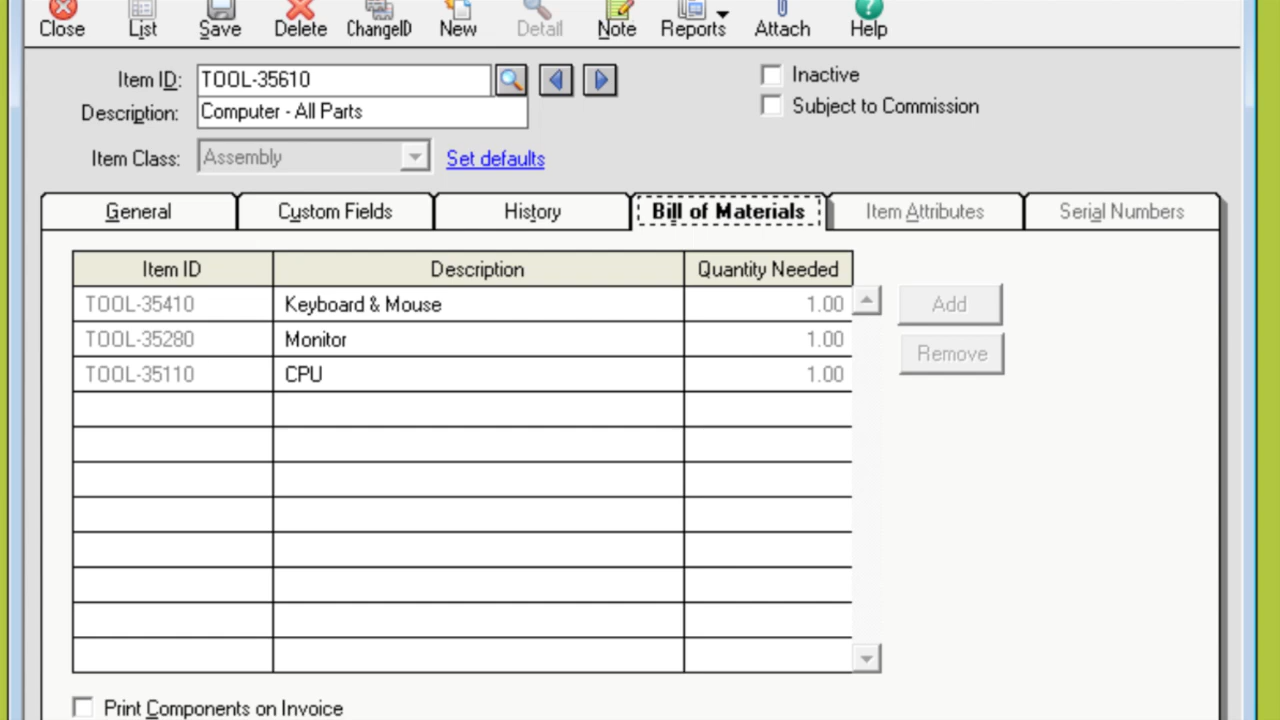 Close List Save Delete ChangeID New Detail Note Reports Attach Help
Item ID: TOOL-35610 Inactive
Description: Computer - All Parts Subject to Commission
Item Class: Assembly Set defaults
General Custom Fields History Bill of Materials Item Attributes Serial Numbers
Item ID Description Quantity Needed
TOOL-35410 Keyboard & Mouse 1.00 Add
TOOL-35280 Monitor 1.00 Remove
TOOL-35110 CPU 1.00
Print Components on Invoice